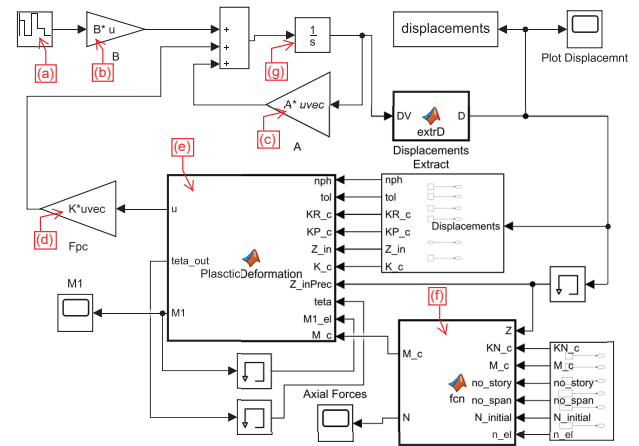 displacements
B* u
+
+
+
1
s
(a)
(b)
B
(g)
Plot Displacemnt
A* uvec
DV
D
extrD
(c)
A
Displacements
Extract
(e)
nph
nph
tol
tol
K*uvec
u
KR_c
KR_c
KP_c
KP_c
Displacements
(d)
Fpc
Z_in
Z_in
teta_out
K_c
K_c
PlascticDeformation
Z_inPrec
M1
teta
(f)
M1
M1_el
M_c
Z
KN_c
KN_c
M_c
M_c
M_c
no_story
no_story
fcn
no_span
no_span
Axial Forces
N
N_initial
N_initial
n_el
n_el